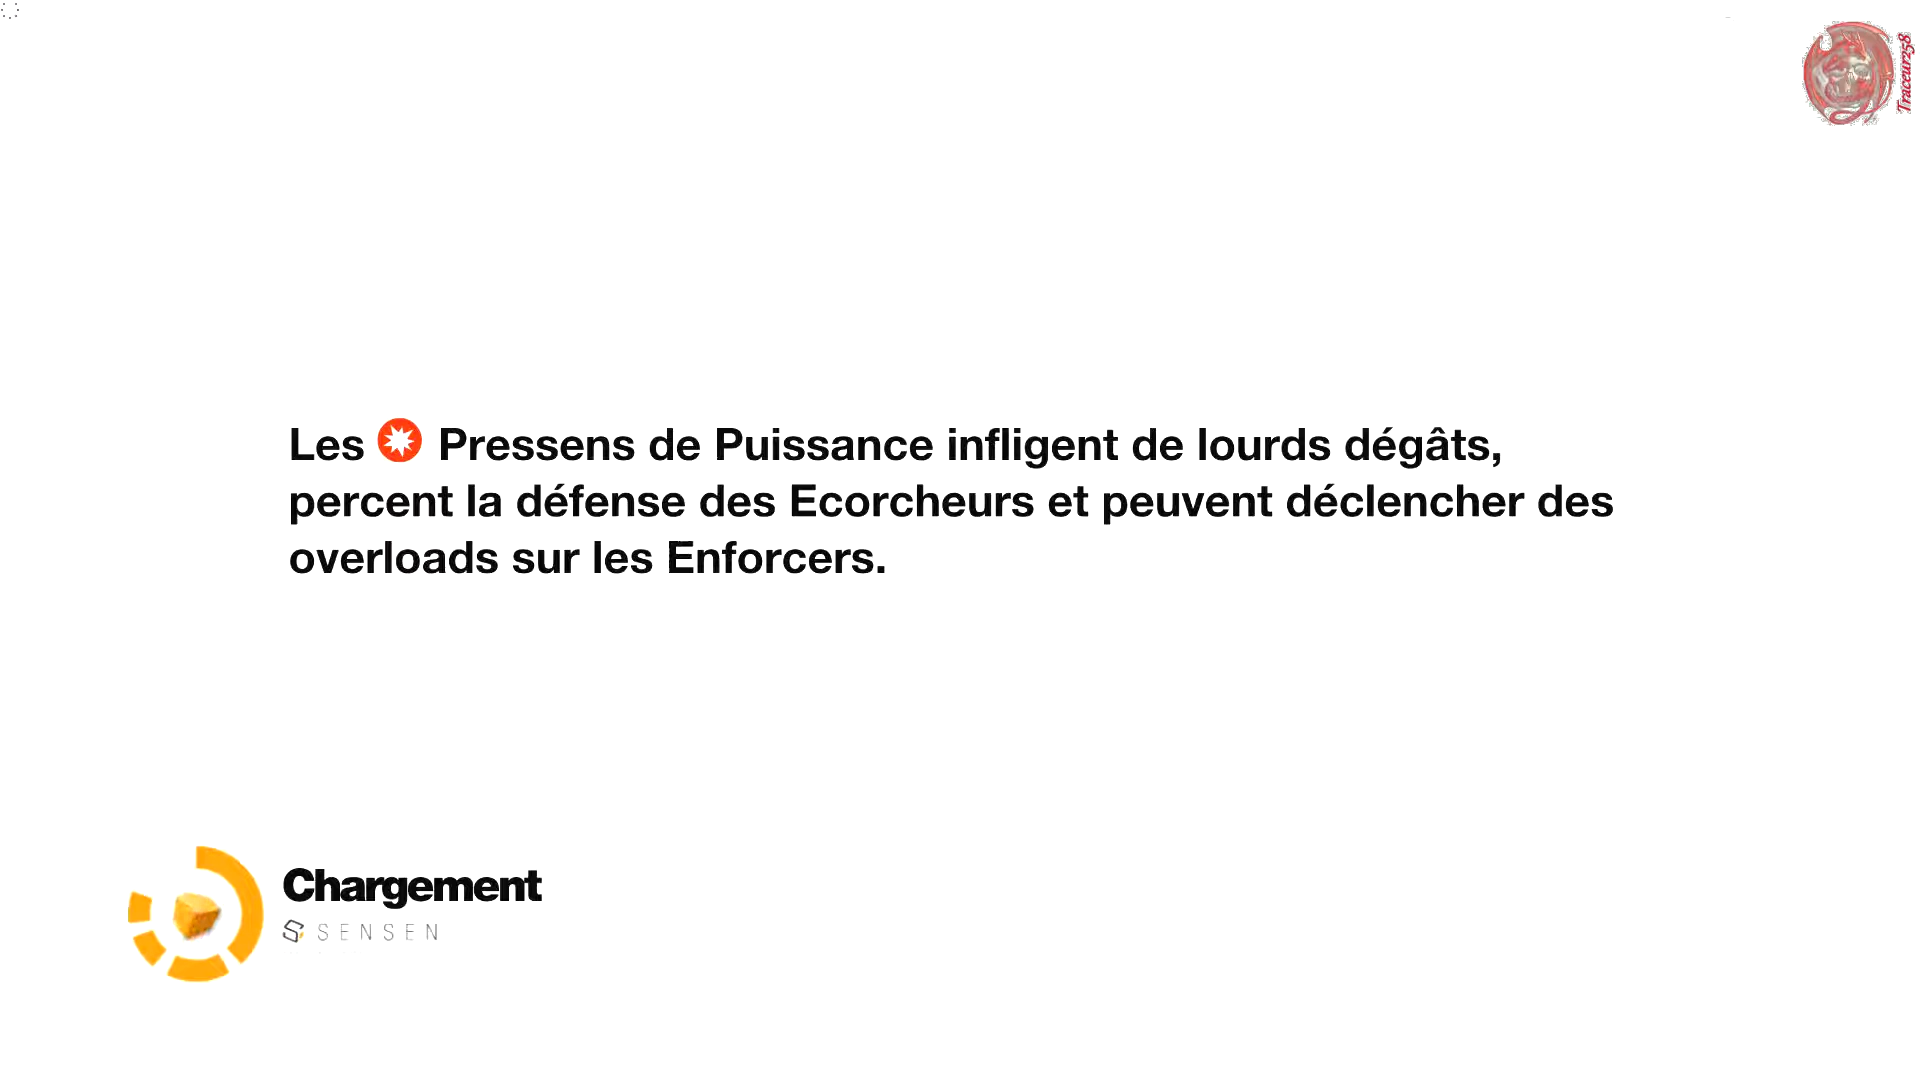 Traceur258
Les Pressens de Puissance infligent de lourds dégâts,
percent la défense des Ecorcheurs et peuvent déclencher des
overloads sur les Enforcers.
Chargement
SENSEN